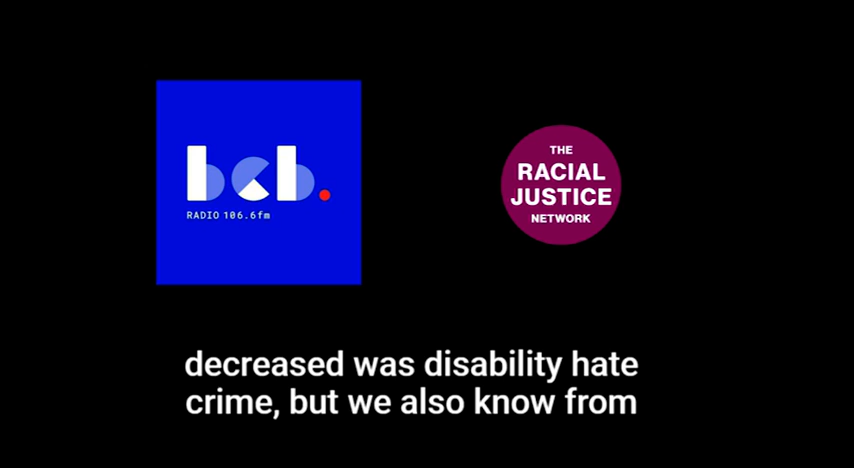 bcb.
RADIO 106.6fm
THE
RACIAL
JUSTICE
NETWORK
decreased was disability hate
crime, but we also know from